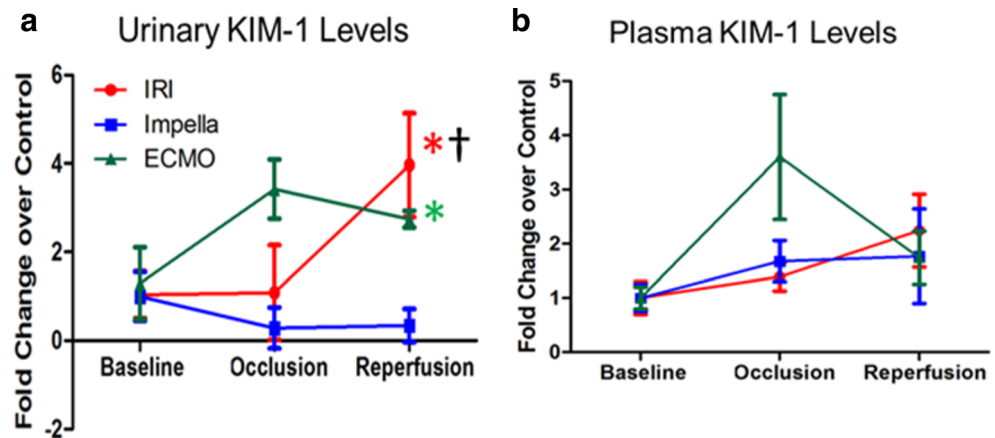 a
Urinary KIM-1 Levels
Fold Change over Control
6
4
2
0
-2
IRI
Impella
ECMO
* †
*
Baseline Occlusion Reperfusion
b
Plasma KIM-1 Levels
Fold Change over Control
5
4
3
2
1
0
Baseline Occlusion Reperfusion